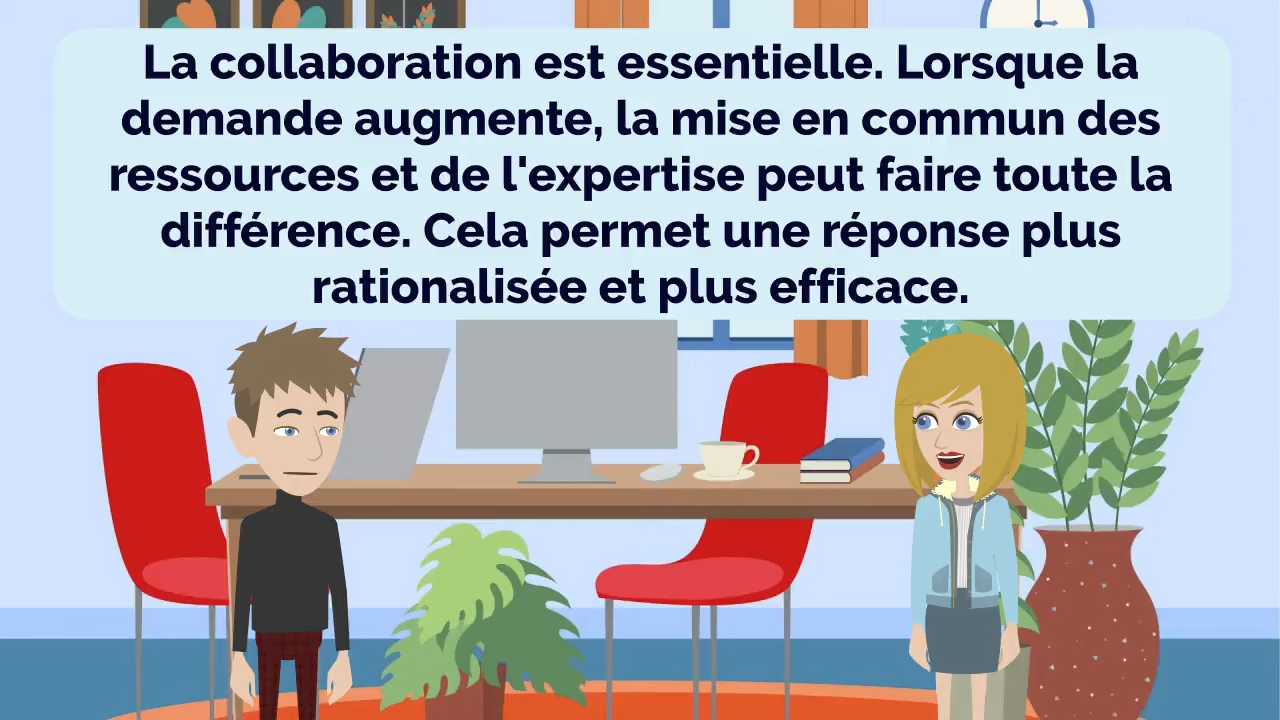 La collaboration est essentielle. Lorsque la
demande augmente, la mise en commun des
ressources et de l'expertise peut faire toute la
différence. Cela permet une réponse plus
rationalisée et plus efficace.